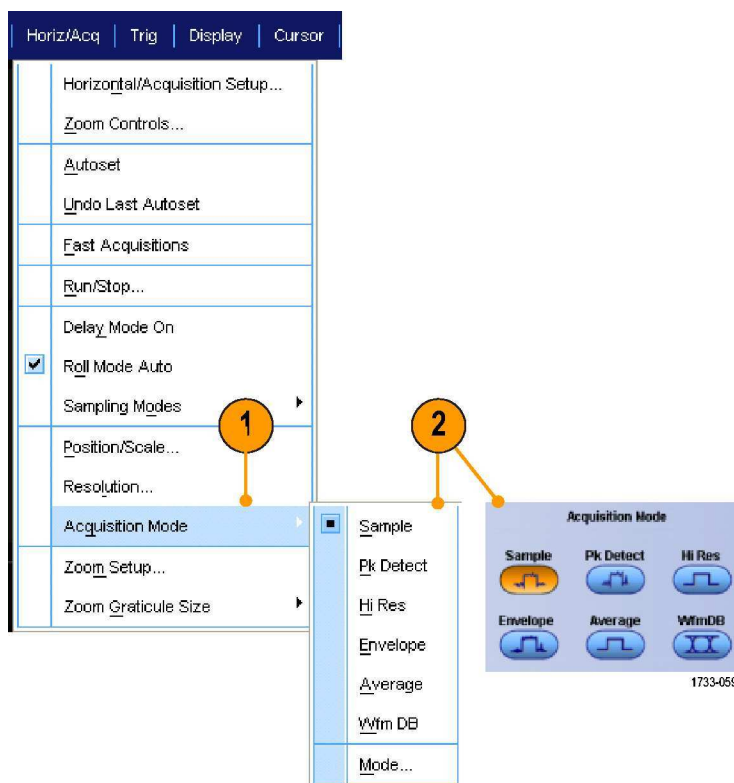 Horiz/Acq Trig Display Cursor
Horizontal/Acquisition Setup...
Zoom Controls...
Autoset
Undo Last Autoset
Fast Acquisitions
Run/Stop...
Delay Mode On
Roll Mode Auto
Sampling Modes
Position/Scale...
Resolution...
Acquisition Mode
Zoom Setup...
Zoom Graticule Size
1
2
Sample
Pk Detect
Hi Res
Envelope
Average
Wfm DB
Mode...
Acquisition Mode
Sample Pk Detect Hi Res
Envelope Average WfmDB
1733-059